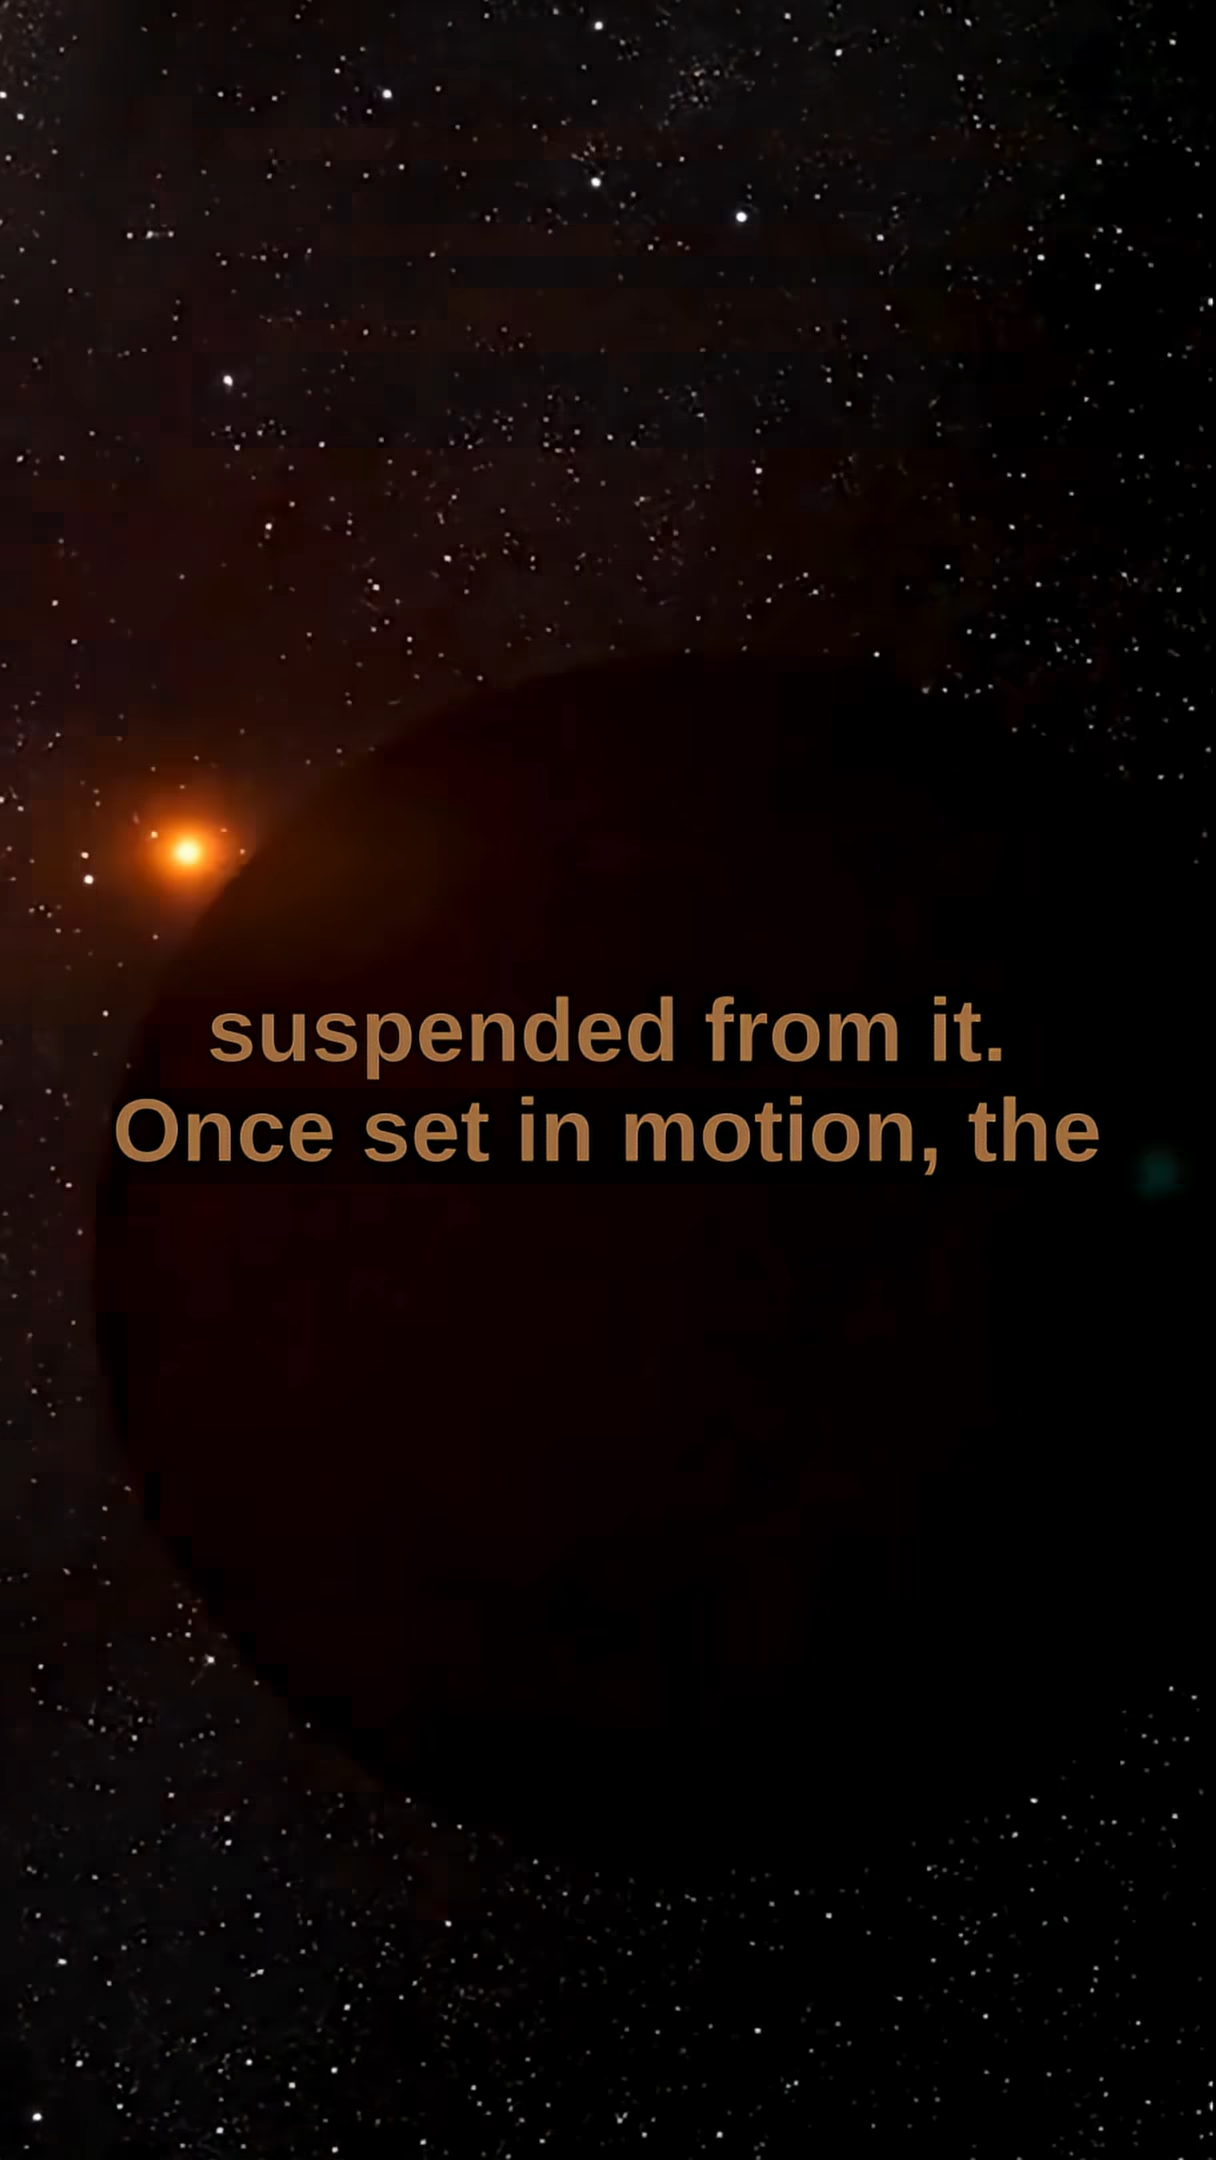 suspended from it.
Once set in motion, the